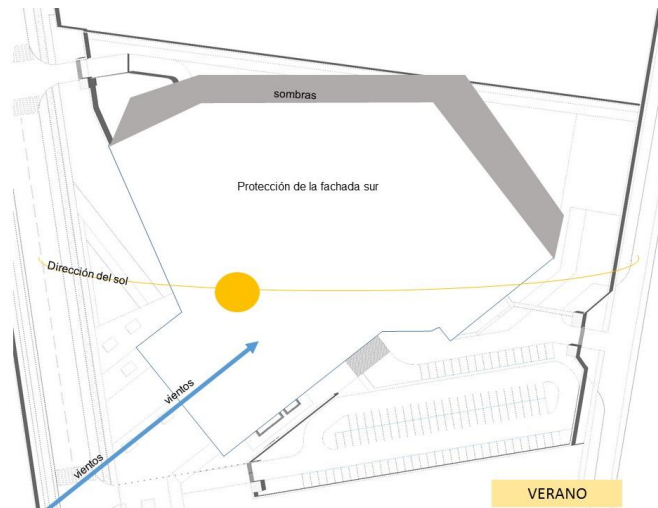 sombras
Protección de la fachada sur
Dirección del sol
vientos
vientos
VERANO